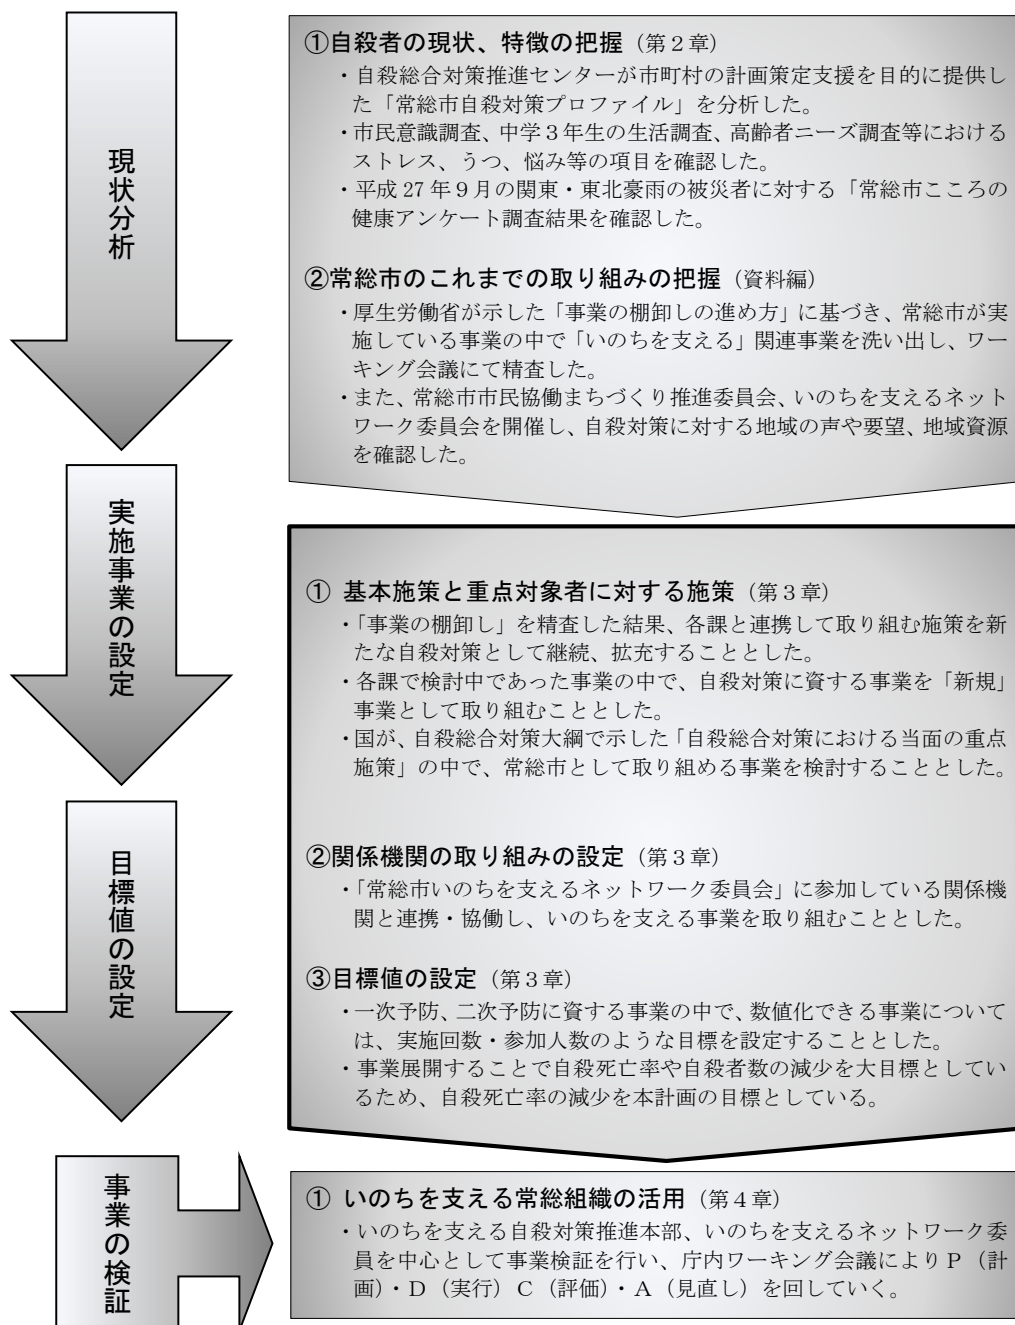 現状分析
①自殺者の現状、特徴の把握（第２章）
・自殺総合対策推進センターが市町村の計画策定支援を目的に提供し
た「常総市自殺対策プロファイル」を分析した。
・市民意識調査、中学３年生の生活調査、高齢者ニーズ調査等における
ストレス、うつ、悩み等の項目を確認した。
・平成 27 年９月の関東・東北豪雨の被災者に対する「常総市こころの
健康アンケート調査結果を確認した。
②常総市のこれまでの取り組みの把握（資料編）
・厚生労働省が示した「事業の棚卸しの進め方」に基づき、常総市が実
施している事業の中で「いのちを支える」関連事業を洗い出し、ワー
キング会議にて精査した。
・また、常総市市民協働まちづくり推進委員会、いのちを支えるネット
ワーク委員会を開催し、自殺対策に対する地域の声や要望、地域資源
を確認した。
実施事業の設定
① 基本施策と重点対象者に対する施策（第３章）
・「事業の棚卸し」を精査した結果、各課と連携して取り組む施策を新
たな自殺対策として継続、拡充することとした。
・各課で検討中であった事業の中で、自殺対策に資する事業を「新規」
事業として取り組むこととした。
・国が、自殺総合対策大綱で示した「自殺総合対策における当面の重点
施策」の中で、常総市として取り組める事業を検討することとした。
目標値の設定
②関係機関の取り組みの設定（第３章）
・「常総市いのちを支えるネットワーク委員会」に参加している関係機
関と連携・協働し、いのちを支える事業を取り組むこととした。
③目標値の設定（第３章）
・一次予防、二次予防に資する事業の中で、数値化できる事業について
は、実施回数・参加人数のような目標を設定することとした。
・事業展開することで自殺死亡率や自殺者数の減少を大目標としてい
るため、自殺死亡率の減少を本計画の目標としている。
事業の検証
① いのちを支える常総組織の活用（第４章）
・いのちを支える自殺対策推進本部、いのちを支えるネットワーク委
員を中心として事業検証を行い、庁内ワーキング会議によりＰ（計
画）・Ｄ（実行）Ｃ（評価）・Ａ（見直し）を回していく。